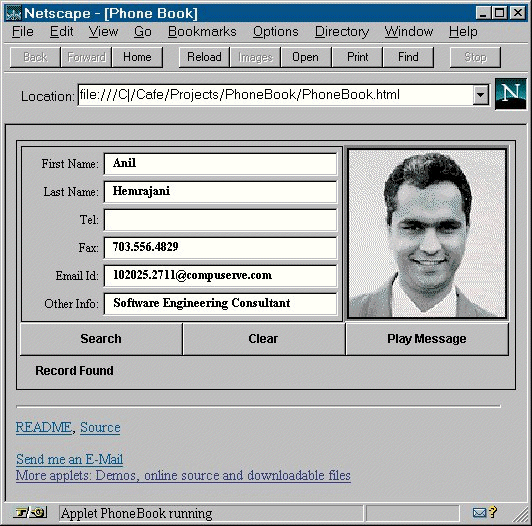 Netscape - [Phone Book]
File Edit View Go Bookmarks Options Directory Window Help
Back Forward Home Reload Images Open Print Find Stop
Location: file:///C|/Cafe/Projects/PhoneBook/PhoneBook.html
N
First Name: Anil
Last Name: Hemrajani
Tel:
Fax: 703.556.4829
Email Id: 102025.2711@compuserve.com
Other Info: Software Engineering Consultant
Search Clear Play Message
Record Found
README, Source
Send me an E-Mail
More applets: Demos, online source and downloadable files
Applet PhoneBook running
?